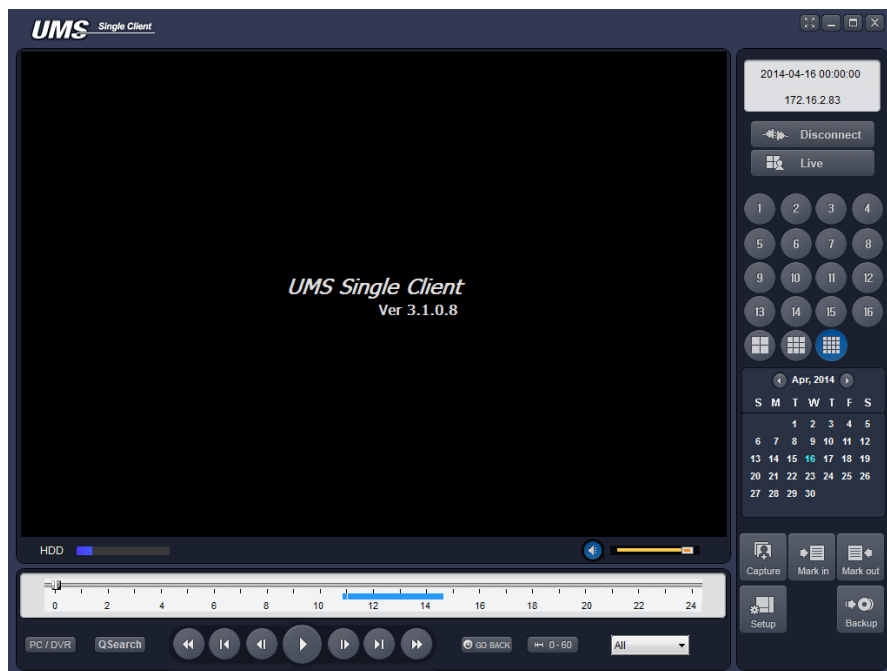 UMS Single Client
2014-04-16 00:00:00
172.16.2.83
Disconnect
Live
1 2 3 4
5 6 7 8
9 10 11 12
13 14 15 16
UMS Single Client
Ver 3.1.0.8
Apr, 2014
S M T W T F S
1 2 3 4 5
6 7 8 9 10 11 12
13 14 15 16 17 18 19
20 21 22 23 24 25 26
27 28 29 30
HDD
Capture Mark in Mark out
Setup Backup
0 2 4 6 8 10 12 14 16 18 20 22 24
PC / DVR QSearch GO BACK 0-60 All